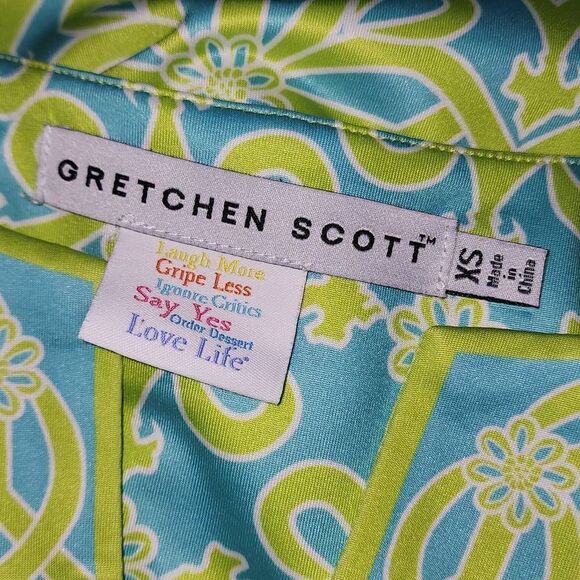 GRETCHEN SCOTT™
XS
Made
in
China
Laugh More
Gripe Less
Ignore Critics
Say Yes
Order Dessert
Love Life®